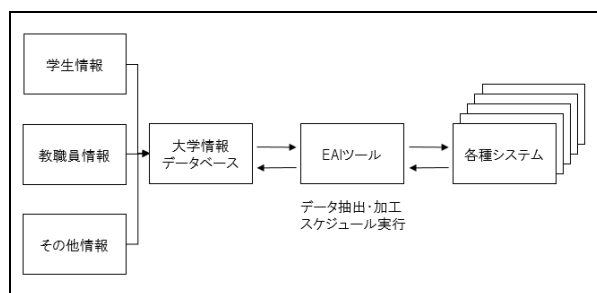 学生情報
教職員情報
その他情報
大学情報
データベース
EAIツール
データ抽出・加工
スケジュール実行
各種システム